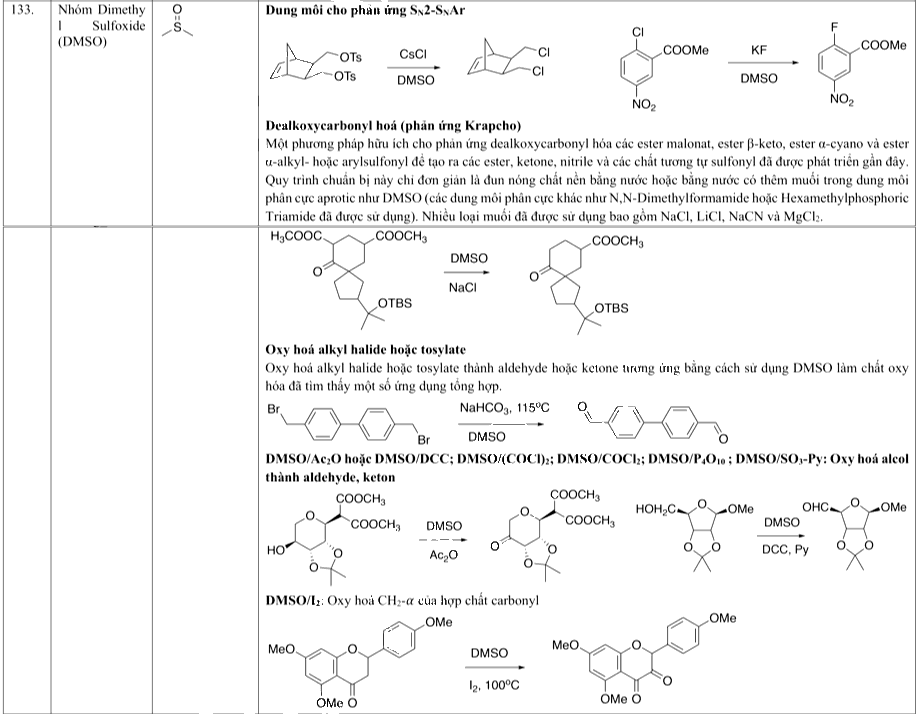 133.
Nhóm Dimethy
l Sulfoxide
(DMSO)
O
S
Dung môi cho phản ứng SN2-SNAr
OTs
OTs
CsCl
DMSO
Cl
Cl
Cl
COOMe
NO2
KF
DMSO
F
COOMe
NO2
Dealkoxycarbonyl hoá (phản ứng Krapcho)
Một phương pháp hữu ích cho phản ứng dealkoxycarbonyl hóa các ester malonat, ester β-keto, ester α-cyano và ester
α-alkyl- hoặc arylsulfonyl để tạo ra các ester, ketone, nitrile và các chất tương tự sulfonyl đã được phát triển gần đây.
Quy trình chuẩn bị này chỉ đơn giản là đun nóng chất nền bằng nước hoặc bằng nước có thêm muối trong dung môi
phân cực aprotic như DMSO (các dung môi phân cực khác như N,N-Dimethylformamide hoặc Hexamethylphosphoric
Triamide đã được sử dụng). Nhiều loại muối đã được sử dụng bao gồm NaCl, LiCl, NaCN và MgCl2.
H3COOC
COOCH3
O
OTBS
DMSO
NaCl
COOCH3
O
OTBS
Oxy hoá alkyl halide hoặc tosylate
Oxy hoá alkyl halide hoặc tosylate thành aldehyde hoặc ketone tương ứng bằng cách sử dụng DMSO làm chất oxy
hóa đã tìm thấy một số ứng dụng tổng hợp.
Br
Br
NaHCO3, 115°C
DMSO
O
O
DMSO/Ac2O hoặc DMSO/DCC; DMSO/(COCl)2; DMSO/COCl2; DMSO/P4O10 ; DMSO/SO3-Py: Oxy hoá alcol
thành aldehyde, keton
COOCH3
COOCH3
O
HO
O
O
DMSO
Ac2O
COOCH3
COOCH3
O
O
O
O
HOH2C
O
OMe
O
O
DMSO
DCC, Py
OHC
O
OMe
O
O
DMSO/I2: Oxy hoá CH2-α của hợp chất carbonyl
MeO
O
OMe
OMe O
DMSO
I2, 100°C
MeO
O
OMe
O
OMe O